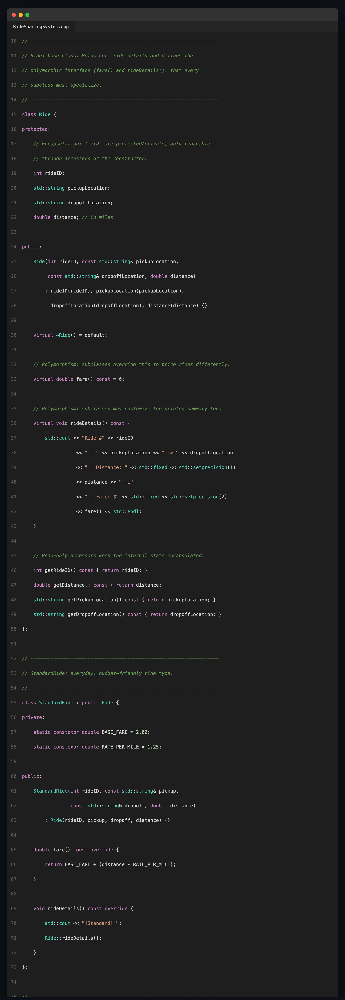 RideSharingSystem.cpp
10 // ------------------------------------------------------------------
11 // Ride: base class. Holds core ride details and defines the
12 // polymorphic interface (fare() and rideDetails()) that every
13 // subclass must specialize.
14 // ------------------------------------------------------------------
15 class Ride {
16 protected:
17     // Encapsulation: fields are protected/private, only reachable
18     // through accessors or the constructor.
19     int rideID;
20     std::string pickupLocation;
21     std::string dropoffLocation;
22     double distance; // in miles
23
24 public:
25     Ride(int rideID, const std::string& pickupLocation,
26          const std::string& dropoffLocation, double distance)
27         : rideID(rideID), pickupLocation(pickupLocation),
28           dropoffLocation(dropoffLocation), distance(distance) {}
29
30     virtual ~Ride() = default;
31
32     // Polymorphism: subclasses override this to price rides differently.
33     virtual double fare() const = 0;
34
35     // Polymorphism: subclasses may customize the printed summary too.
36     virtual void rideDetails() const {
37         std::cout << "Ride #" << rideID
38                    << " | " << pickupLocation << " -> " << dropoffLocation
39                    << " | Distance: " << std::fixed << std::setprecision(1)
40                    << distance << " mi"
41                    << " | Fare: $" << std::fixed << std::setprecision(2)
42                    << fare() << std::endl;
43     }
44
45     // Read-only accessors keep the internal state encapsulated.
46     int getRideID() const { return rideID; }
47     double getDistance() const { return distance; }
48     std::string getPickupLocation() const { return pickupLocation; }
49     std::string getDropoffLocation() const { return dropoffLocation; }
50 };
51
52 // ------------------------------------------------------------------
53 // StandardRide: everyday, budget-friendly ride type.
54 // ------------------------------------------------------------------
55 class StandardRide : public Ride {
56 private:
57     static constexpr double BASE_FARE = 2.00;
58     static constexpr double RATE_PER_MILE = 1.25;
59
60 public:
61     StandardRide(int rideID, const std::string& pickup,
62                  const std::string& dropoff, double distance)
63         : Ride(rideID, pickup, dropoff, distance) {}
64
65     double fare() const override {
66         return BASE_FARE + (distance * RATE_PER_MILE);
67     }
68
69     void rideDetails() const override {
70         std::cout << "[Standard] ";
71         Ride::rideDetails();
72     }
73 };
74
75 // ------------------------------------------------------------------